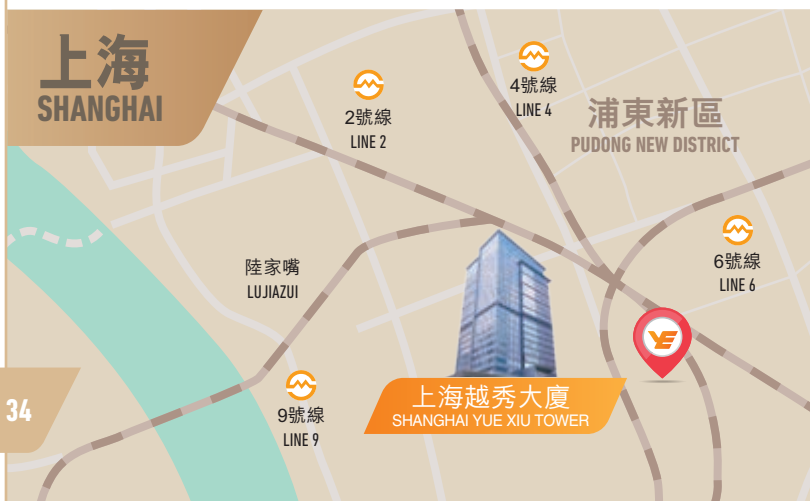 上海
SHANGHAI
2號線
LINE 2
4號線
LINE 4
浦東新區
PUDONG NEW DISTRICT
陸家嘴
LUJIAZUI
6號線
LINE 6
YE
34
9號線
LINE 9
上海越秀大廈
SHANGHAI YUE XIU TOWER